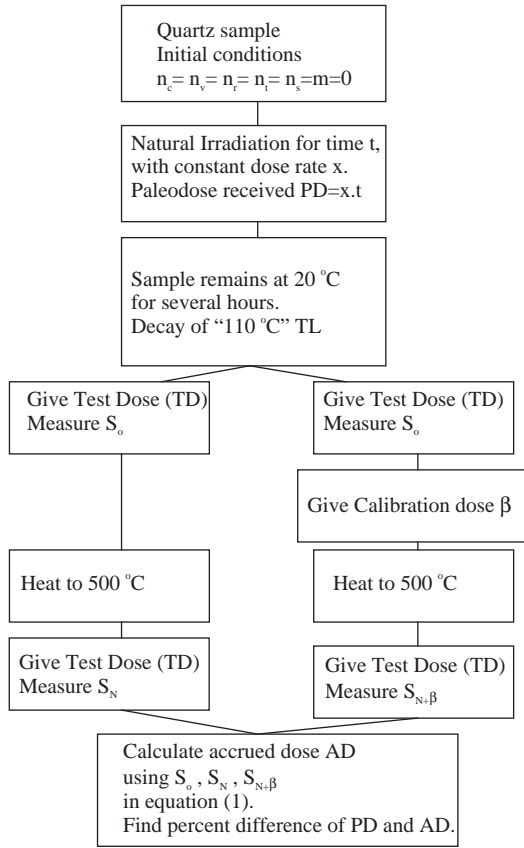 Quartz sample
Initial conditions
n_c= n_v= n_r= n_t= n_s=m=0
Natural Irradiation for time t,
with constant dose rate x.
Paleodose received PD=x.t
Sample remains at 20 °C
for several hours.
Decay of “110 °C” TL
Give Test Dose (TD)
Measure S_o
Give Test Dose (TD)
Measure S_o
Give Calibration dose β
Heat to 500 °C
Heat to 500 °C
Give Test Dose (TD)
Measure S_N
Give Test Dose (TD)
Measure S_N+β
Calculate accrued dose AD
using S_o , S_N , S_N+β
in equation (1).
Find percent difference of PD and AD.